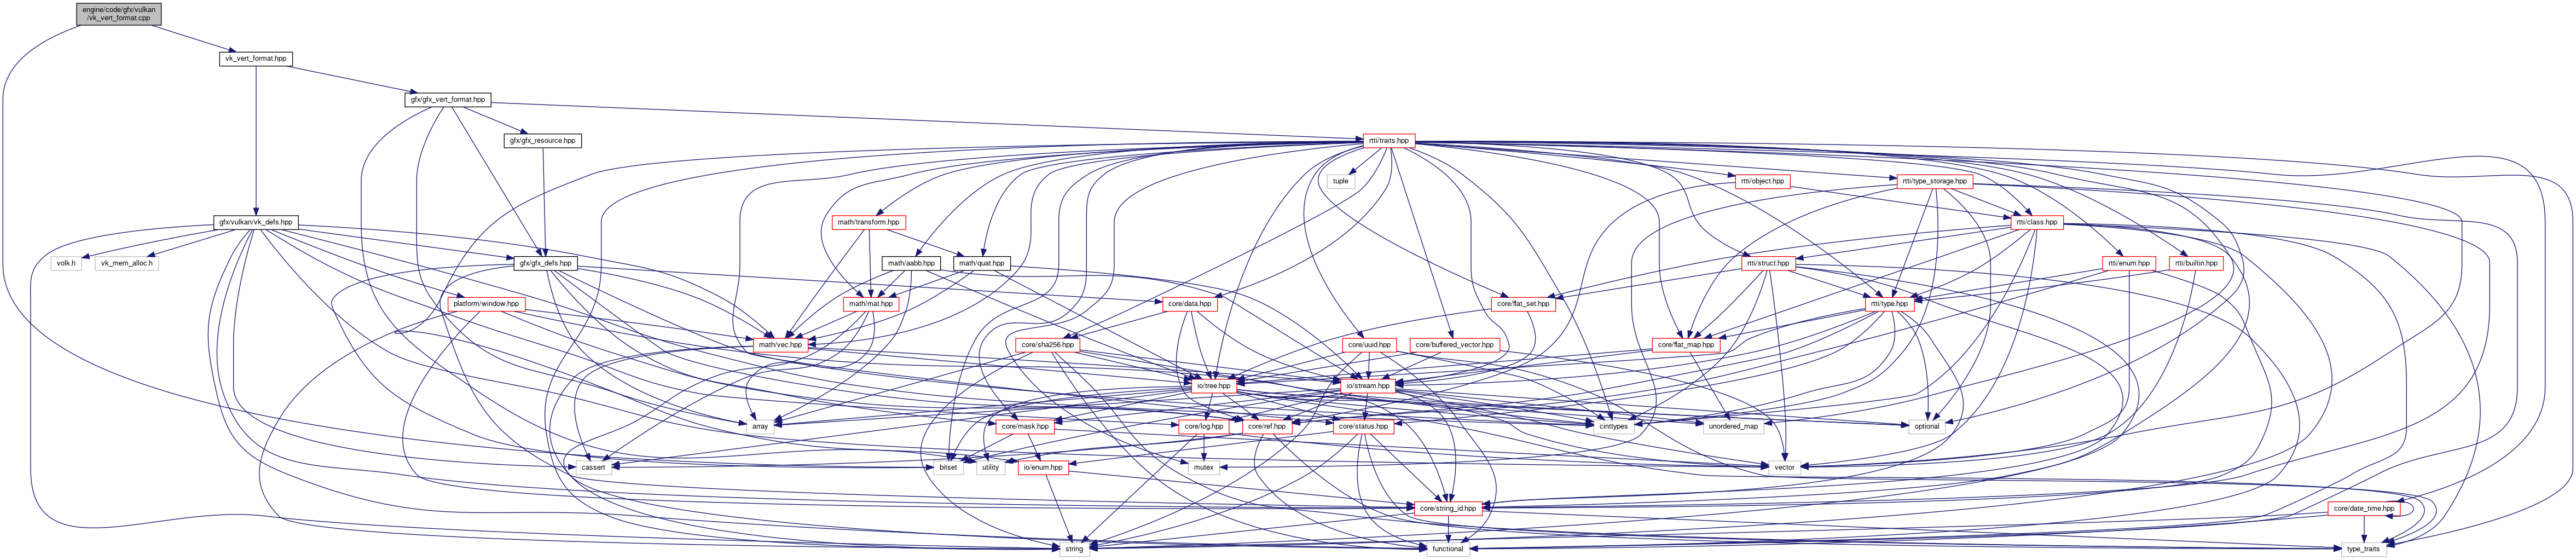 engine/code/gfx/vulkan
/vk_vert_format.cpp
vk_vert_format.hpp
gfx/gfx_vert_format.hpp
gfx/gfx_resource.hpp
rtti/traits.hpp
tuple
rtti/object.hpp
rtti/type_storage.hpp
gfx/vulkan/vk_defs.hpp
math/transform.hpp
rtti/class.hpp
volk.h
vk_mem_alloc.h
gfx/gfx_defs.hpp
math/aabb.hpp
math/quat.hpp
rtti/struct.hpp
rtti/enum.hpp
rtti/builtin.hpp
platform/window.hpp
math/mat.hpp
core/data.hpp
core/flat_set.hpp
rtti/type.hpp
math/vec.hpp
core/sha256.hpp
core/uuid.hpp
core/buffered_vector.hpp
core/flat_map.hpp
io/tree.hpp
io/stream.hpp
array
core/mask.hpp
core/log.hpp
core/ref.hpp
core/status.hpp
cinttypes
unordered_map
optional
cassert
bitset
utility
io/enum.hpp
mutex
vector
core/string_id.hpp
core/date_time.hpp
string
functional
type_traits